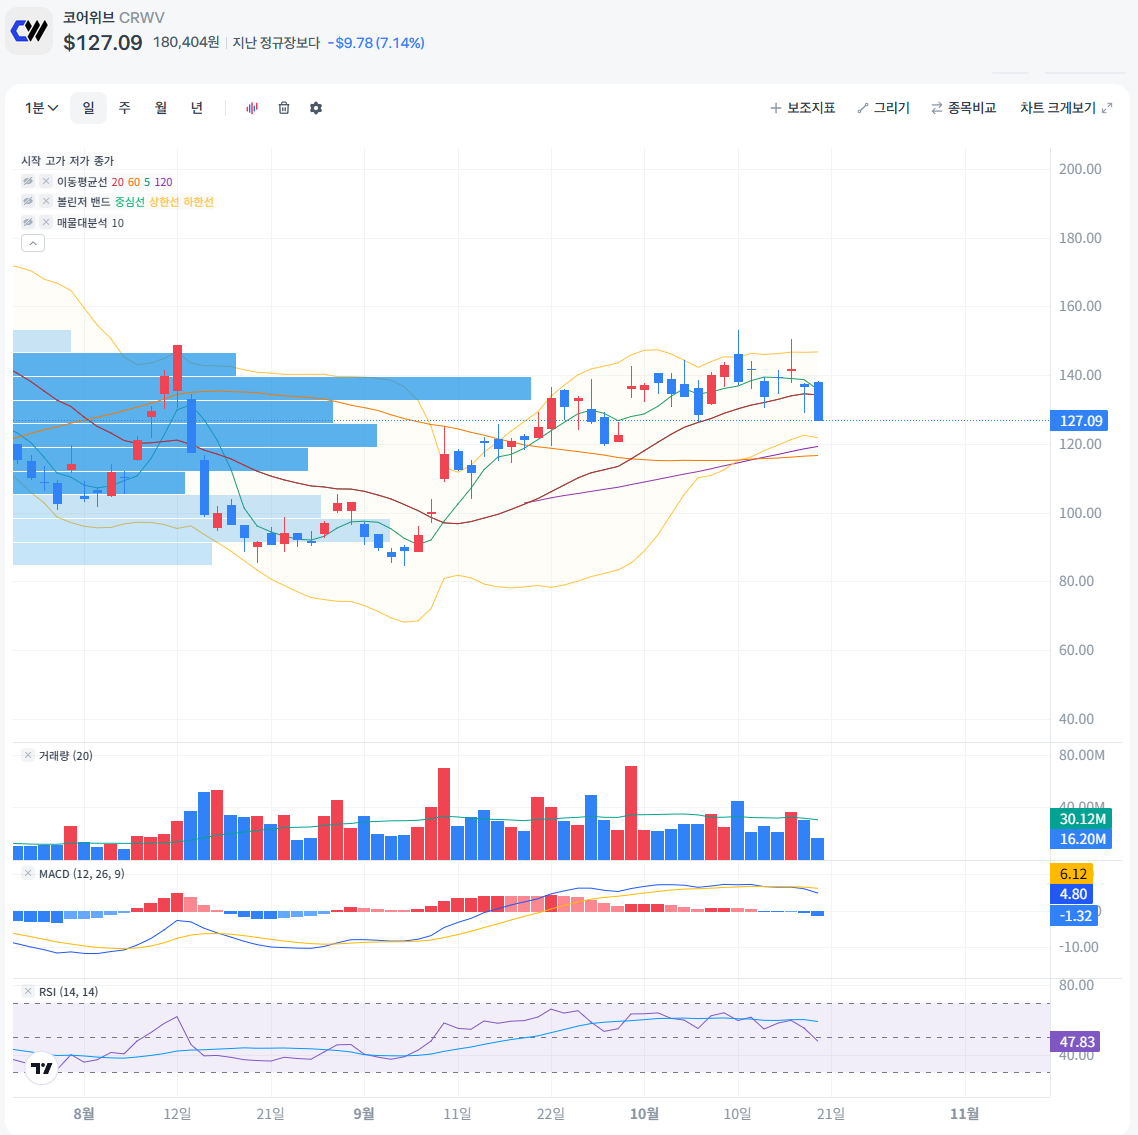 코어위브 CRWV
$127.09 180,404원 지난 정규장보다 -$9.78 (7.14%)
1분 일 주 월 년 보조지표 그리기 종목비교 차트 크게보기
시작 고가 저가 종가
이동평균선 20 60 5 120
볼린저 밴드 중심선 상한선 하한선
매물대분석 10
200.00
180.00
160.00
140.00
127.09
120.00
100.00
80.00
60.00
40.00
거래량 (20)
80.00M
40.00M
30.12M
16.20M
MACD (12, 26, 9)
6.12
4.80
-1.32
-10.00
RSI (14, 14)
80.00
47.83
40.00
8월 12일 21일 9월 11일 22일 10월 10일 21일 11월